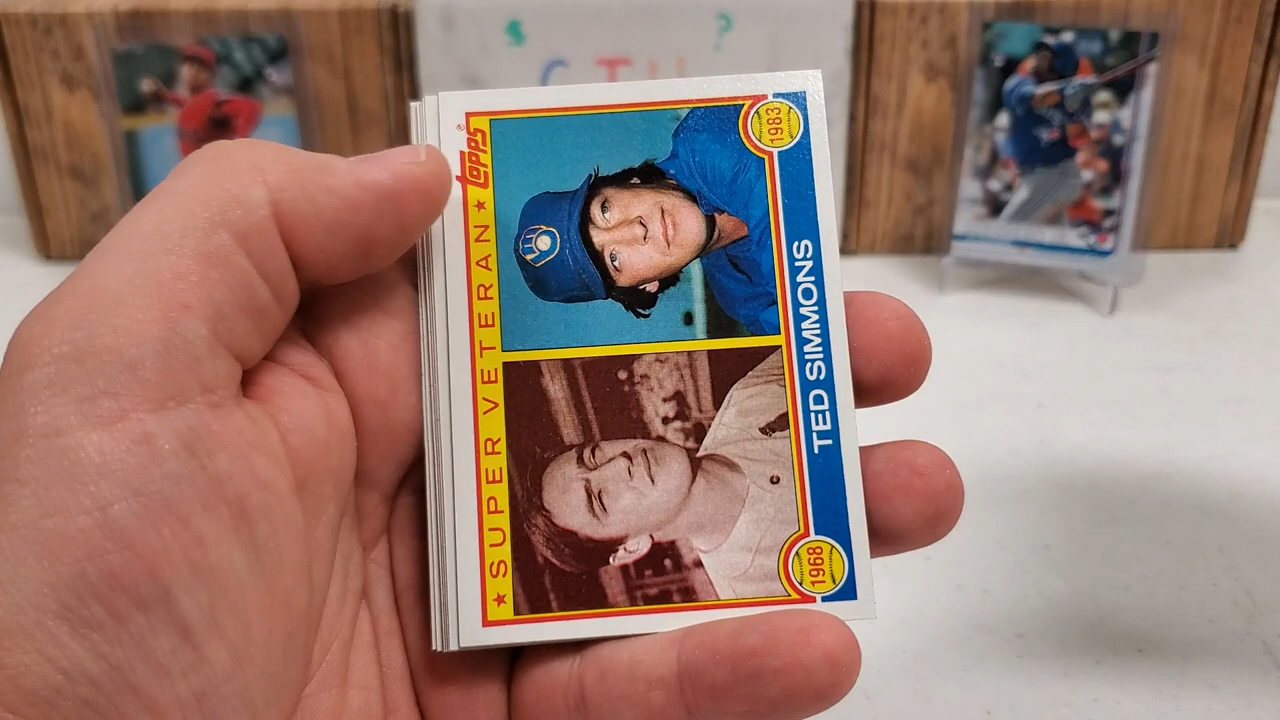 $ ?
C T U
★ SUPER VETERAN ★ topps®
1968
1983
TED SIMMONS